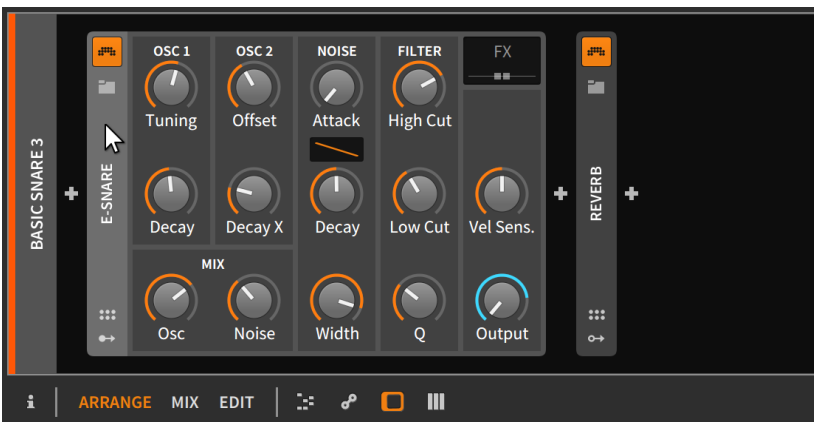 BASIC SNARE 3
E-SNARE
OSC 1 OSC 2 NOISE FILTER FX
Tuning Offset Attack High Cut
Decay Decay X Decay Low Cut Vel Sens.
MIX
Osc Noise Width Q Output
REVERB
i ARRANGE MIX EDIT